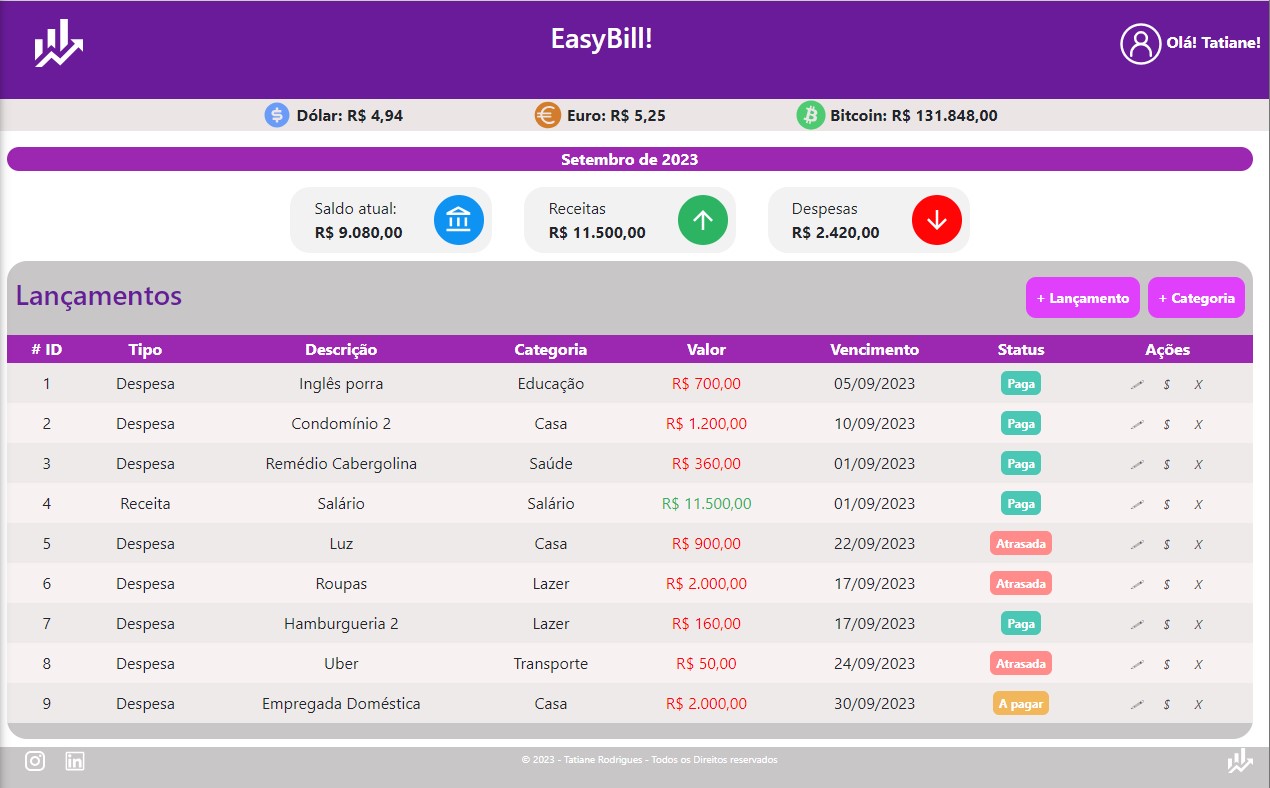 EasyBill!
Olá! Tatiane!
Dólar: R$ 4,94 Euro: R$ 5,25 Bitcoin: R$ 131.848,00
Setembro de 2023
Saldo atual: Receitas Despesas
R$ 9.080,00 R$ 11.500,00 R$ 2.420,00
Lançamentos
+ Lançamento + Categoria
# ID Tipo Descrição Categoria Valor Vencimento Status Ações
1 Despesa Inglês porra Educação R$ 700,00 05/09/2023 Paga $ X
2 Despesa Condomínio 2 Casa R$ 1.200,00 10/09/2023 Paga $ X
3 Despesa Remédio Cabergolina Saúde R$ 360,00 01/09/2023 Paga $ X
4 Receita Salário Salário R$ 11.500,00 01/09/2023 Paga $ X
5 Despesa Luz Casa R$ 900,00 22/09/2023 Atrasada $ X
6 Despesa Roupas Lazer R$ 2.000,00 17/09/2023 Atrasada $ X
7 Despesa Hamburgueria 2 Lazer R$ 160,00 17/09/2023 Paga $ X
8 Despesa Uber Transporte R$ 50,00 24/09/2023 Atrasada $ X
9 Despesa Empregada Doméstica Casa R$ 2.000,00 30/09/2023 A pagar $ X
© 2023 - Tatiane Rodrigues - Todos os Direitos reservados